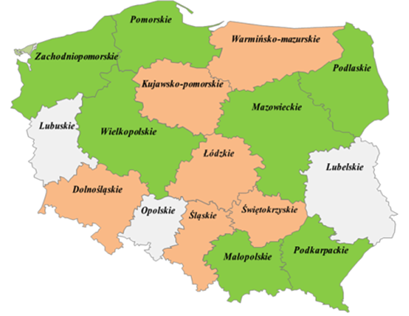 Pomorskie
Warmińsko-mazurskie
Zachodniopomorskie
Podlaskie
Kujawsko-pomorskie
Mazowieckie
Lubuskie
Wielkopolskie
Łódzkie
Lubelskie
Dolnośląskie
Opolskie
Śląskie
Świętokrzyskie
Małopolskie
Podkarpackie